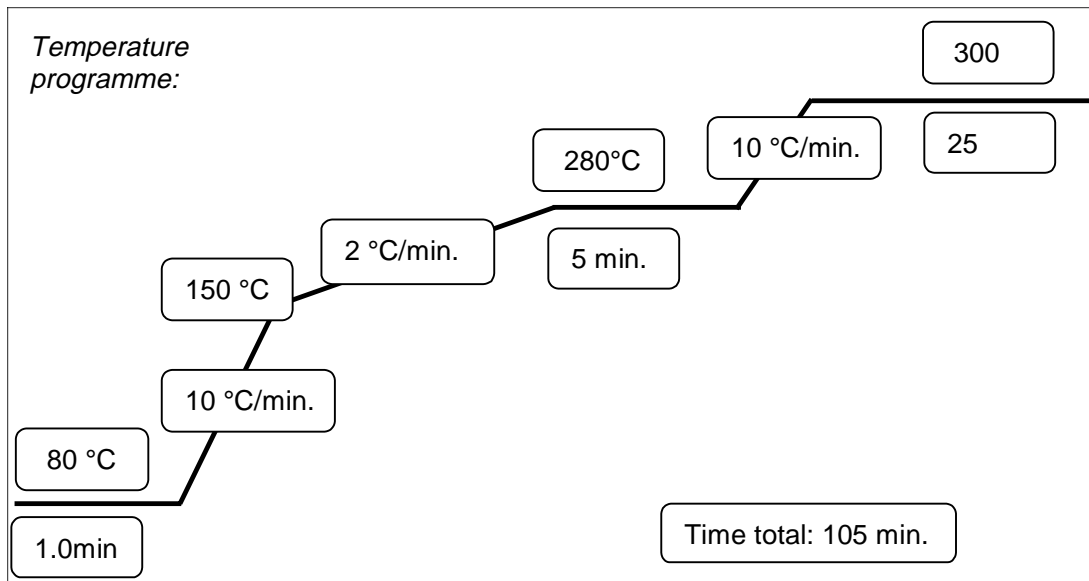 Temperature
programme:
300
25
10 °C/min.
280°C
5 min.
2 °C/min.
150 °C
10 °C/min.
80 °C
1.0min
Time total: 105 min.